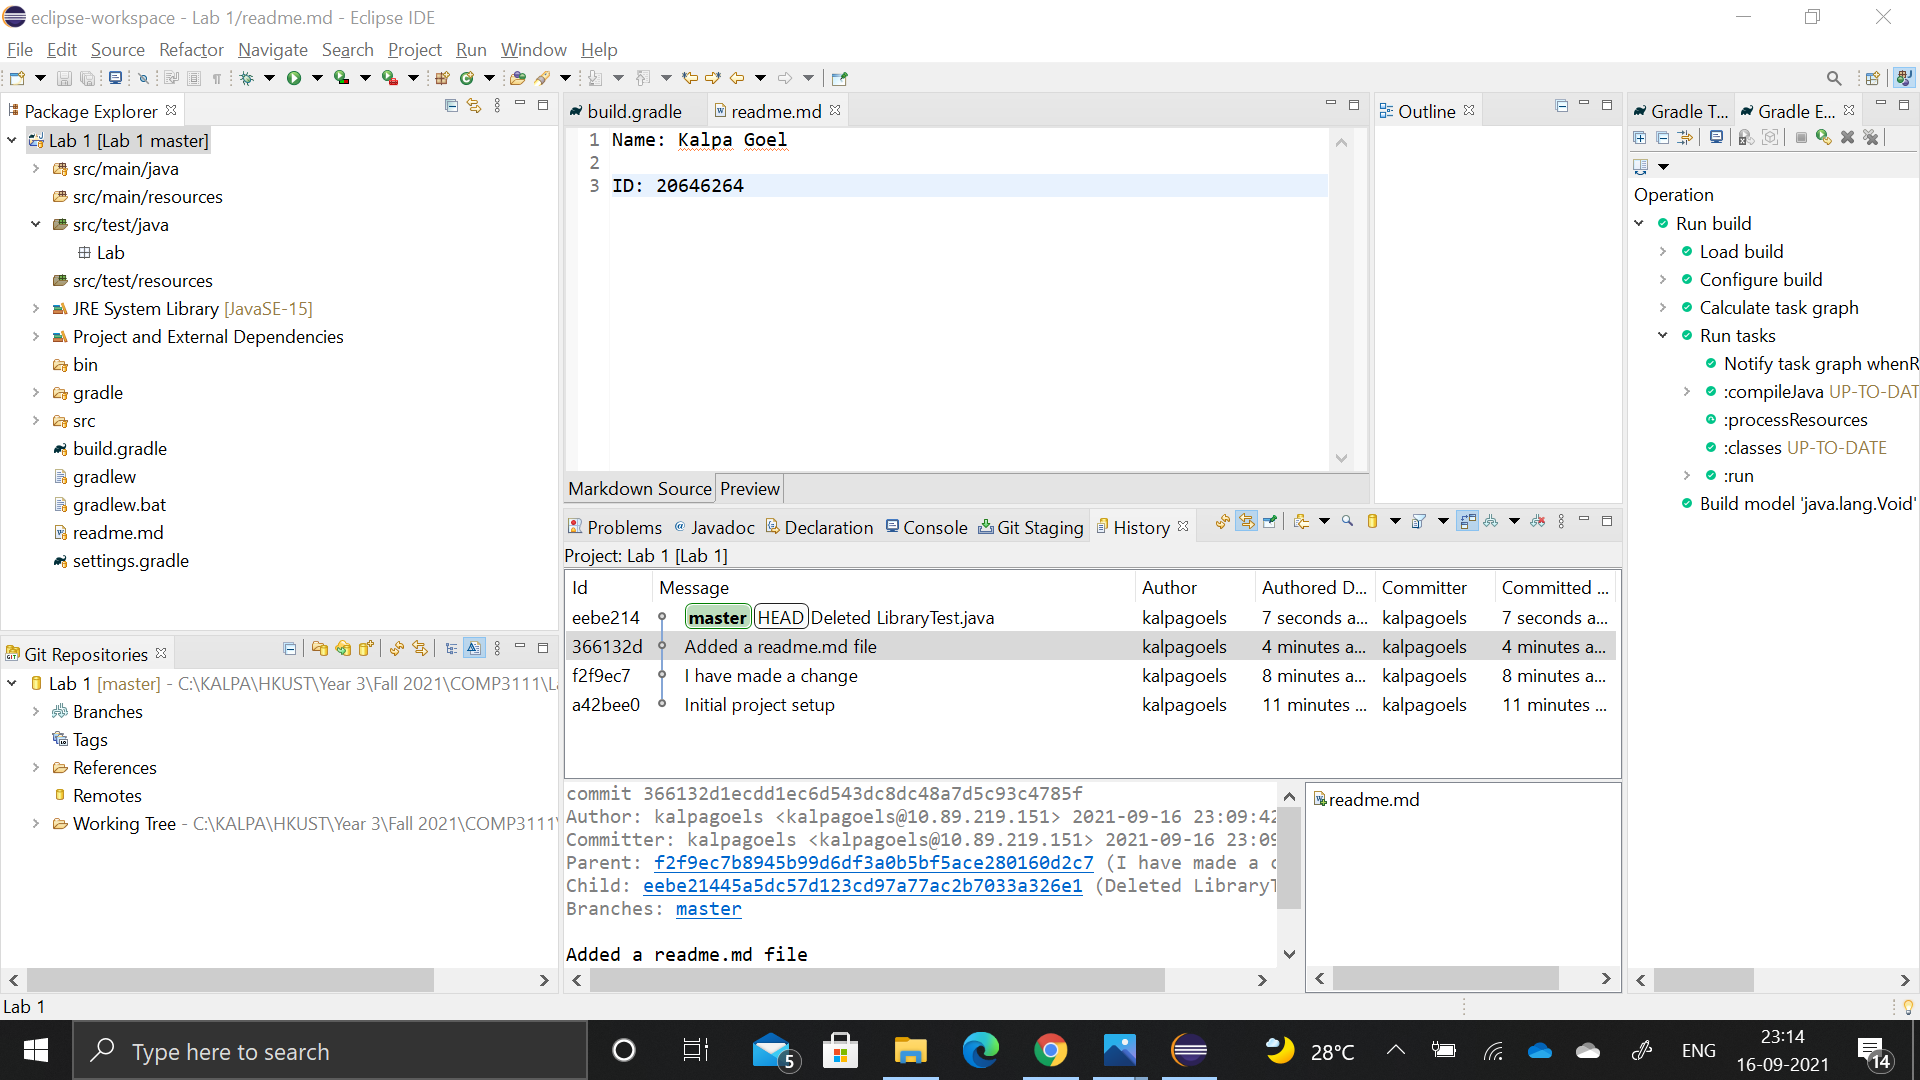 eclipse-workspace - Lab 1/readme.md - Eclipse IDE
File Edit Source Refactor Navigate Search Project Run Window Help
Package Explorer
Lab 1 [Lab 1 master]
src/main/java
src/main/resources
src/test/java
Lab
src/test/resources
JRE System Library [JavaSE-15]
Project and External Dependencies
bin
gradle
src
build.gradle
gradlew
gradlew.bat
readme.md
settings.gradle
Git Repositories
Lab 1 [master] - C:\KALPA\HKUST\Year 3\Fall 2021\COMP3111\L
Branches
Tags
References
Remotes
Working Tree - C:\KALPA\HKUST\Year 3\Fall 2021\COMP3111\
build.gradle readme.md
1 Name: Kalpa Goel
2
3 ID: 20646264
Markdown Source Preview
Outline
Gradle T... Gradle E...
Operation
Run build
Load build
Configure build
Calculate task graph
Run tasks
Notify task graph whenR
:compileJava UP-TO-DAT
:processResources
:classes UP-TO-DATE
:run
Build model 'java.lang.Void'
Problems @ Javadoc Declaration Console Git Staging History
Project: Lab 1 [Lab 1]
Id Message Author Authored D... Committer Committed ...
eebe214 master HEAD Deleted LibraryTest.java kalpagoels 7 seconds a... kalpagoels 7 seconds a...
366132d Added a readme.md file kalpagoels 4 minutes a... kalpagoels 4 minutes a...
f2f9ec7 I have made a change kalpagoels 8 minutes a... kalpagoels 8 minutes a...
a42bee0 Initial project setup kalpagoels 11 minutes ... kalpagoels 11 minutes ...
commit 366132d1ecdd1ec6d543dc8dc48a7d5c93c4785f
Author: kalpagoels <kalpagoels@10.89.219.151> 2021-09-16 23:09:42
Committer: kalpagoels <kalpagoels@10.89.219.151> 2021-09-16 23:09
Parent: f2f9ec7b8945b99d6df3a0b5bf5ace280160d2c7 (I have made a c
Child: eebe21445a5dc57d123cd97a77ac2b7033a326e1 (Deleted LibraryT
Branches: master
Added a readme.md file
readme.md
Lab 1
Type here to search
5
28°C
ENG
23:14
16-09-2021
14